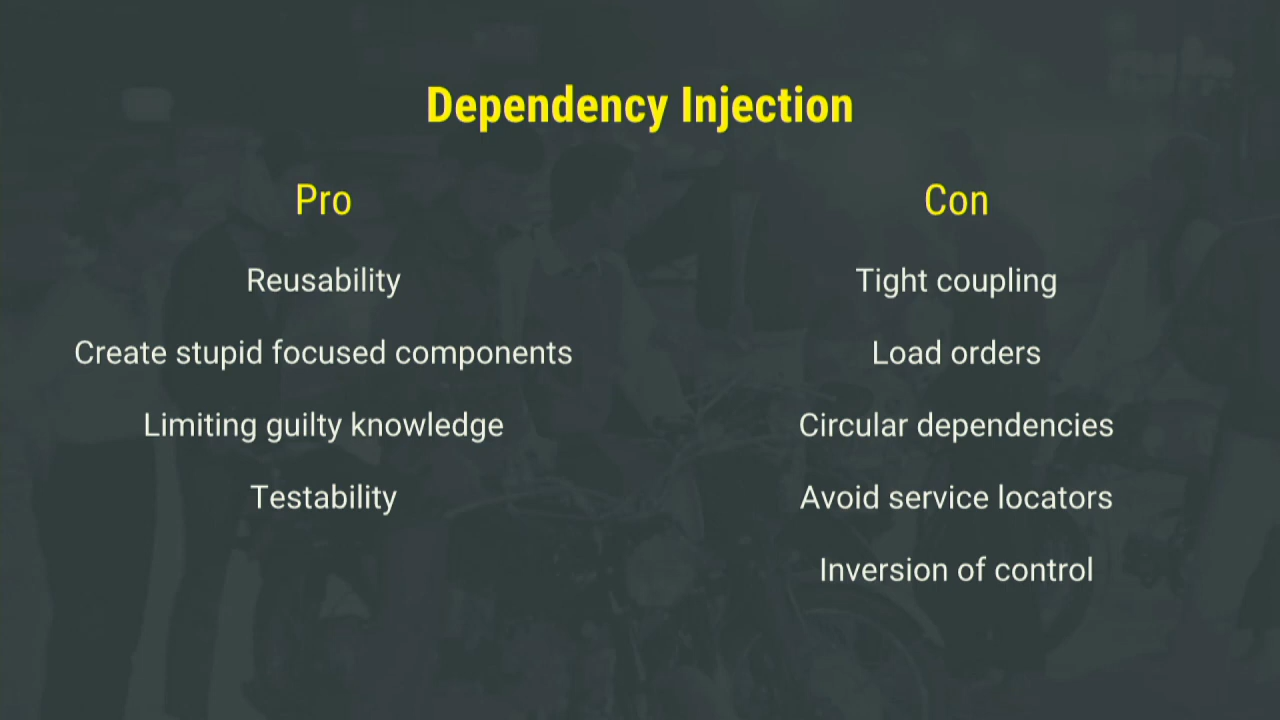 Dependency Injection
Pro
Reusability
Create stupid focused components
Limiting guilty knowledge
Testability
Con
Tight coupling
Load orders
Circular dependencies
Avoid service locators
Inversion of control